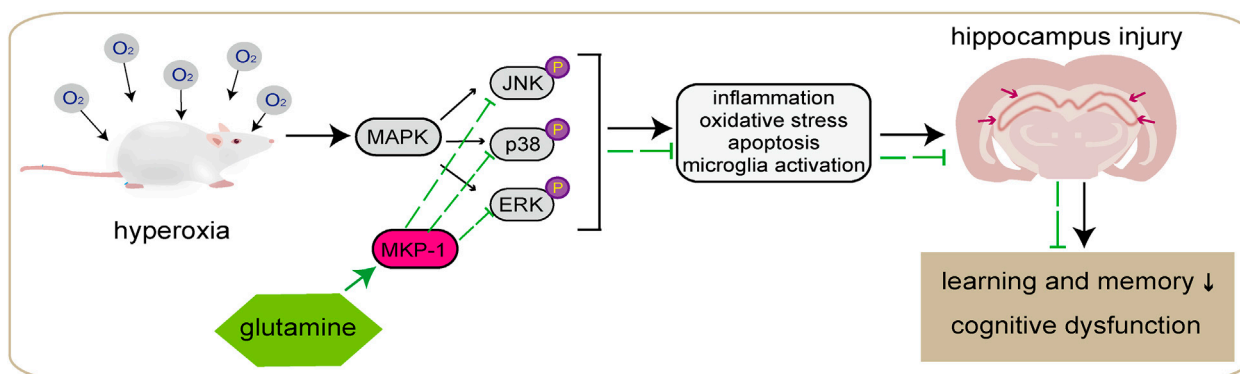 O₂
O₂
O₂
O₂
O₂
hyperoxia
MAPK
JNK
P
p38
P
ERK
P
MKP-1
glutamine
inflammation
oxidative stress
apoptosis
microglia activation
hippocampus injury
learning and memory ↓
cognitive dysfunction